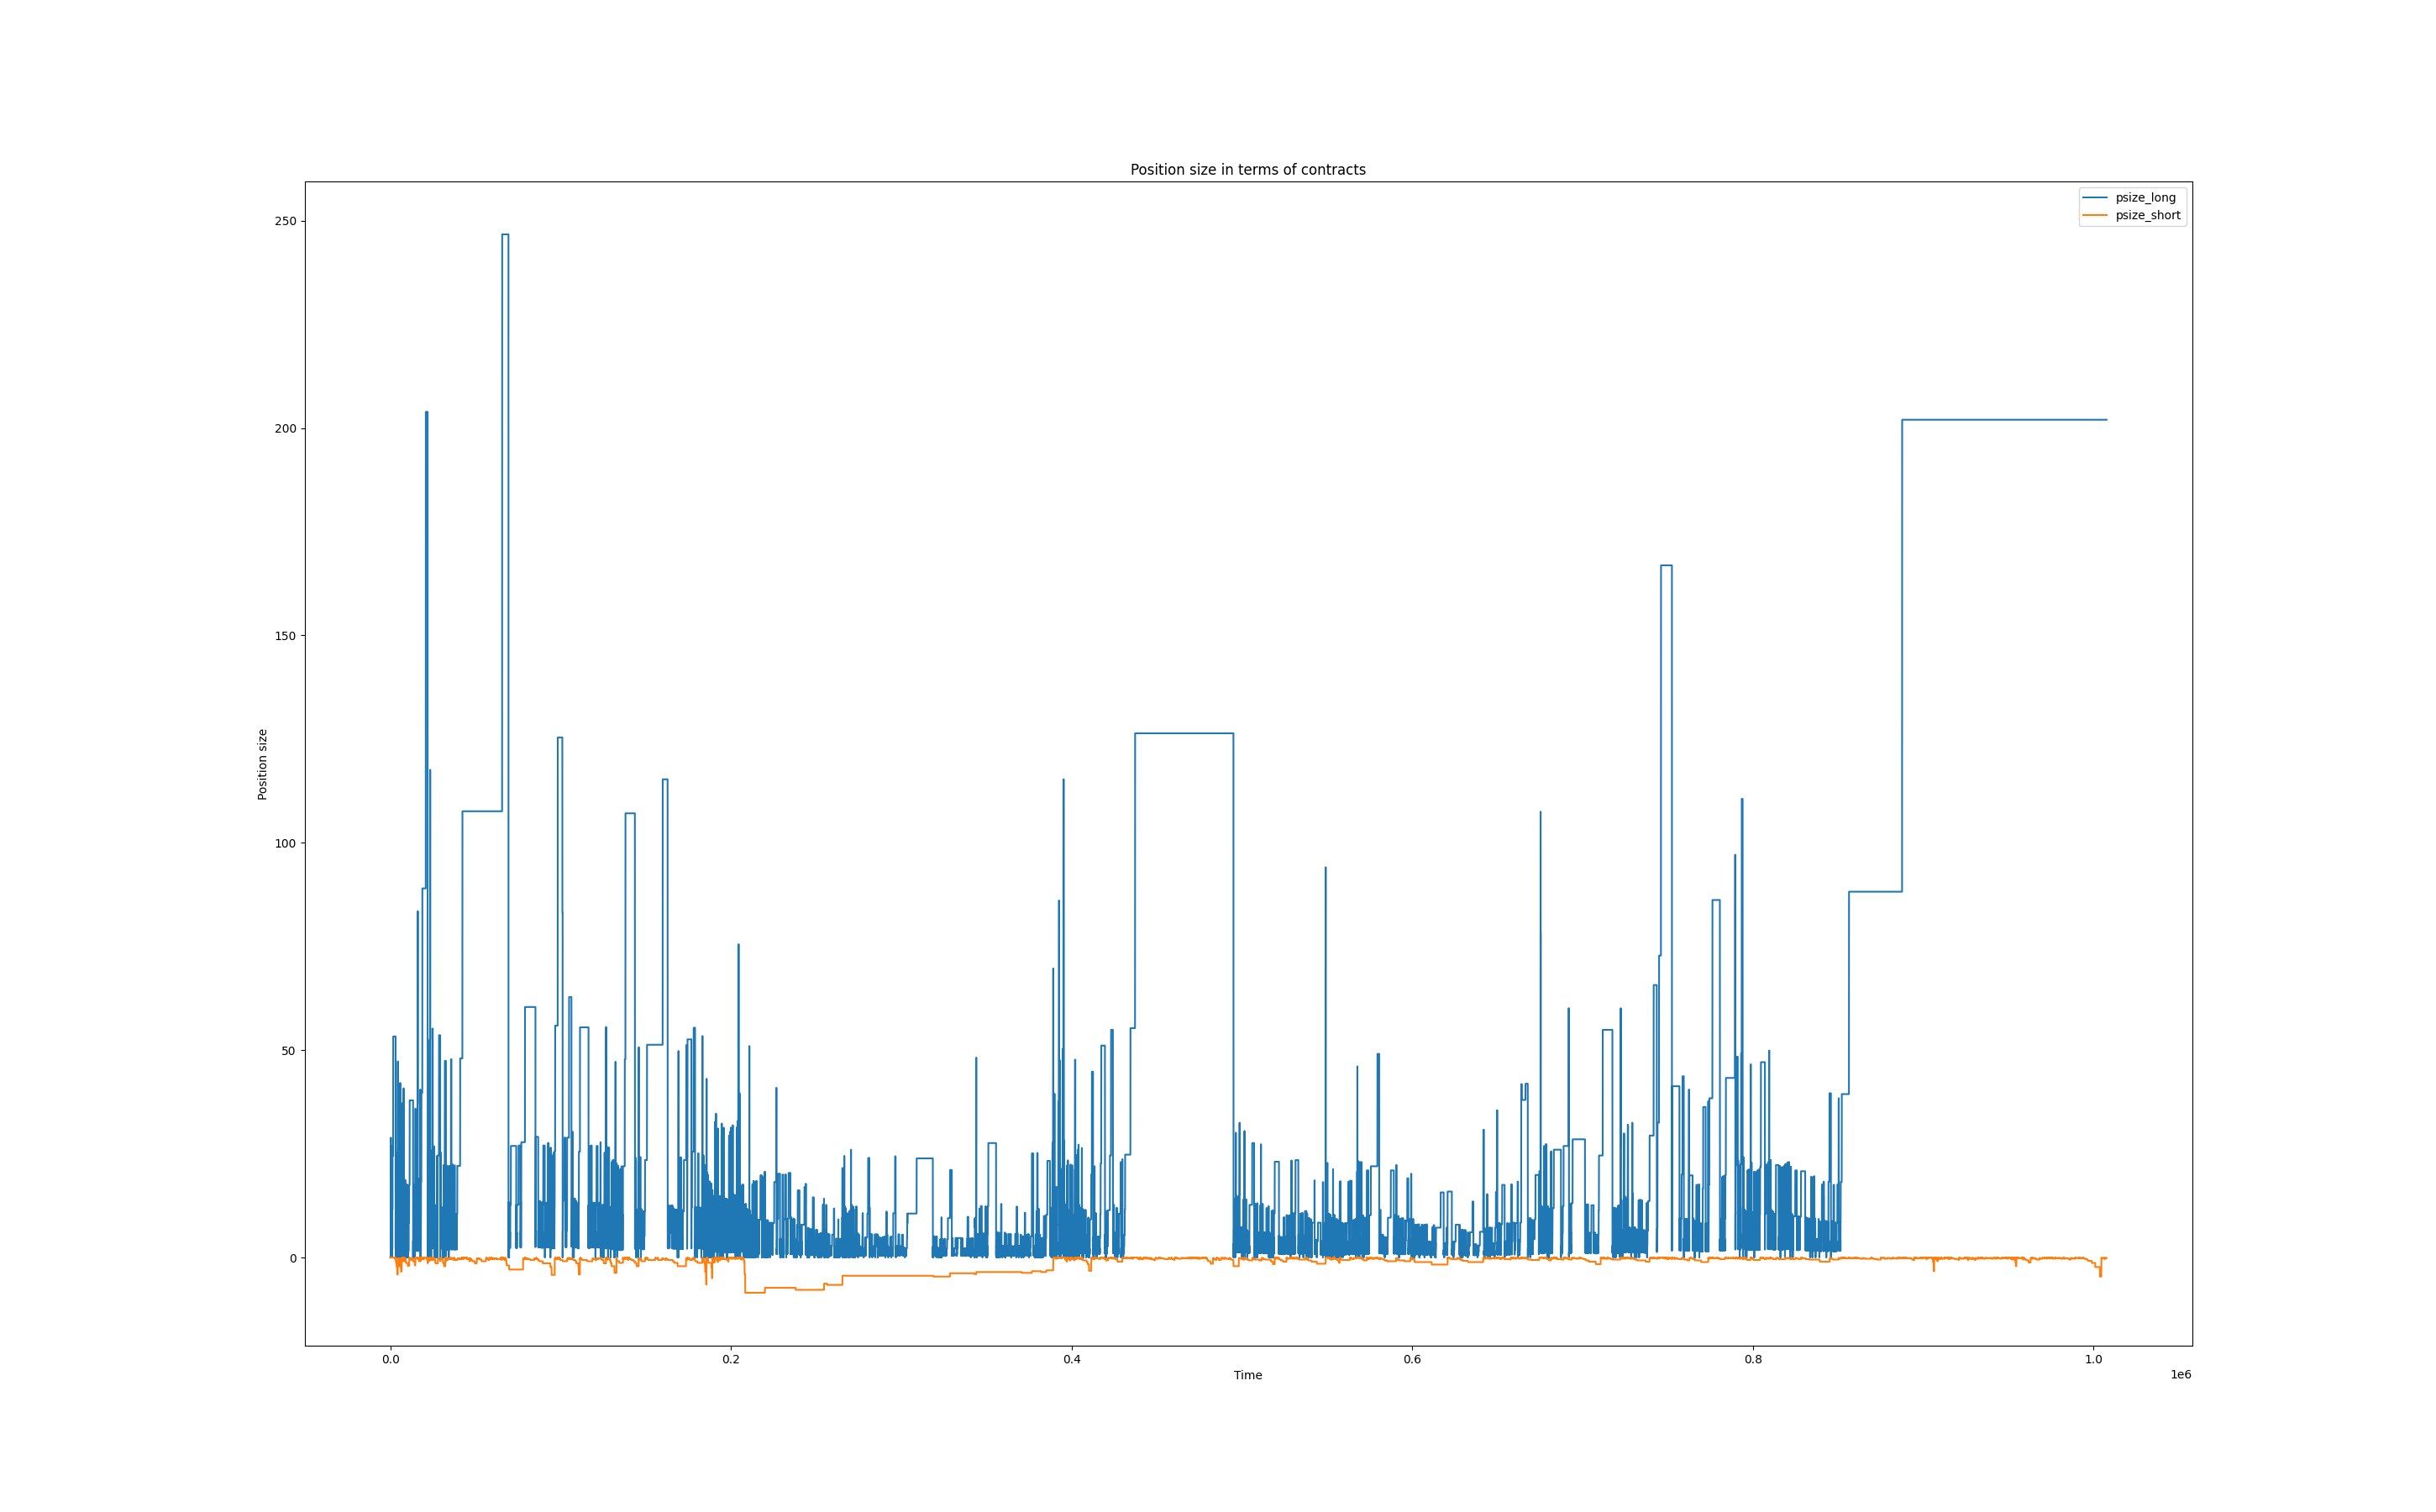 Position size in terms of contracts
psize_long
psize_short
250
200
150
100
50
0
Position size
0.0 0.2 0.4 0.6 0.8 1.0
Time
1e6